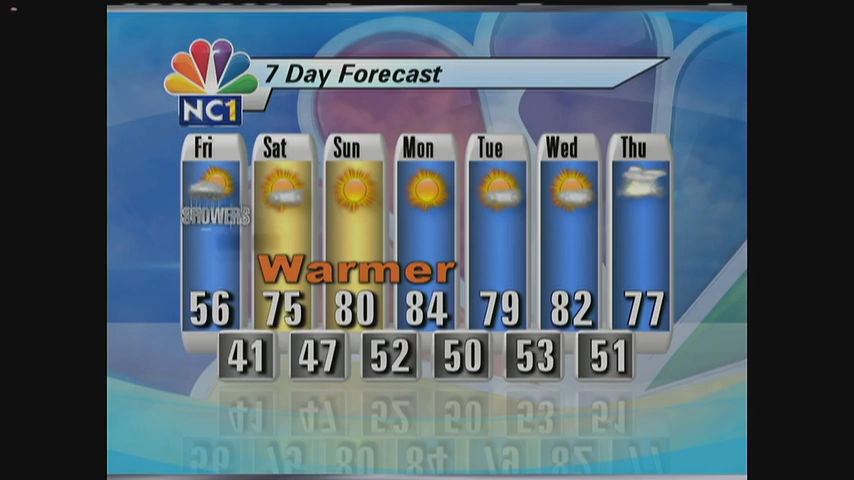 7 Day Forecast
NC1
Fri Sat Sun Mon Tue Wed Thu
SHOWERS
Warmer
56 75 80 84 79 82 77
41 47 52 50 53 51